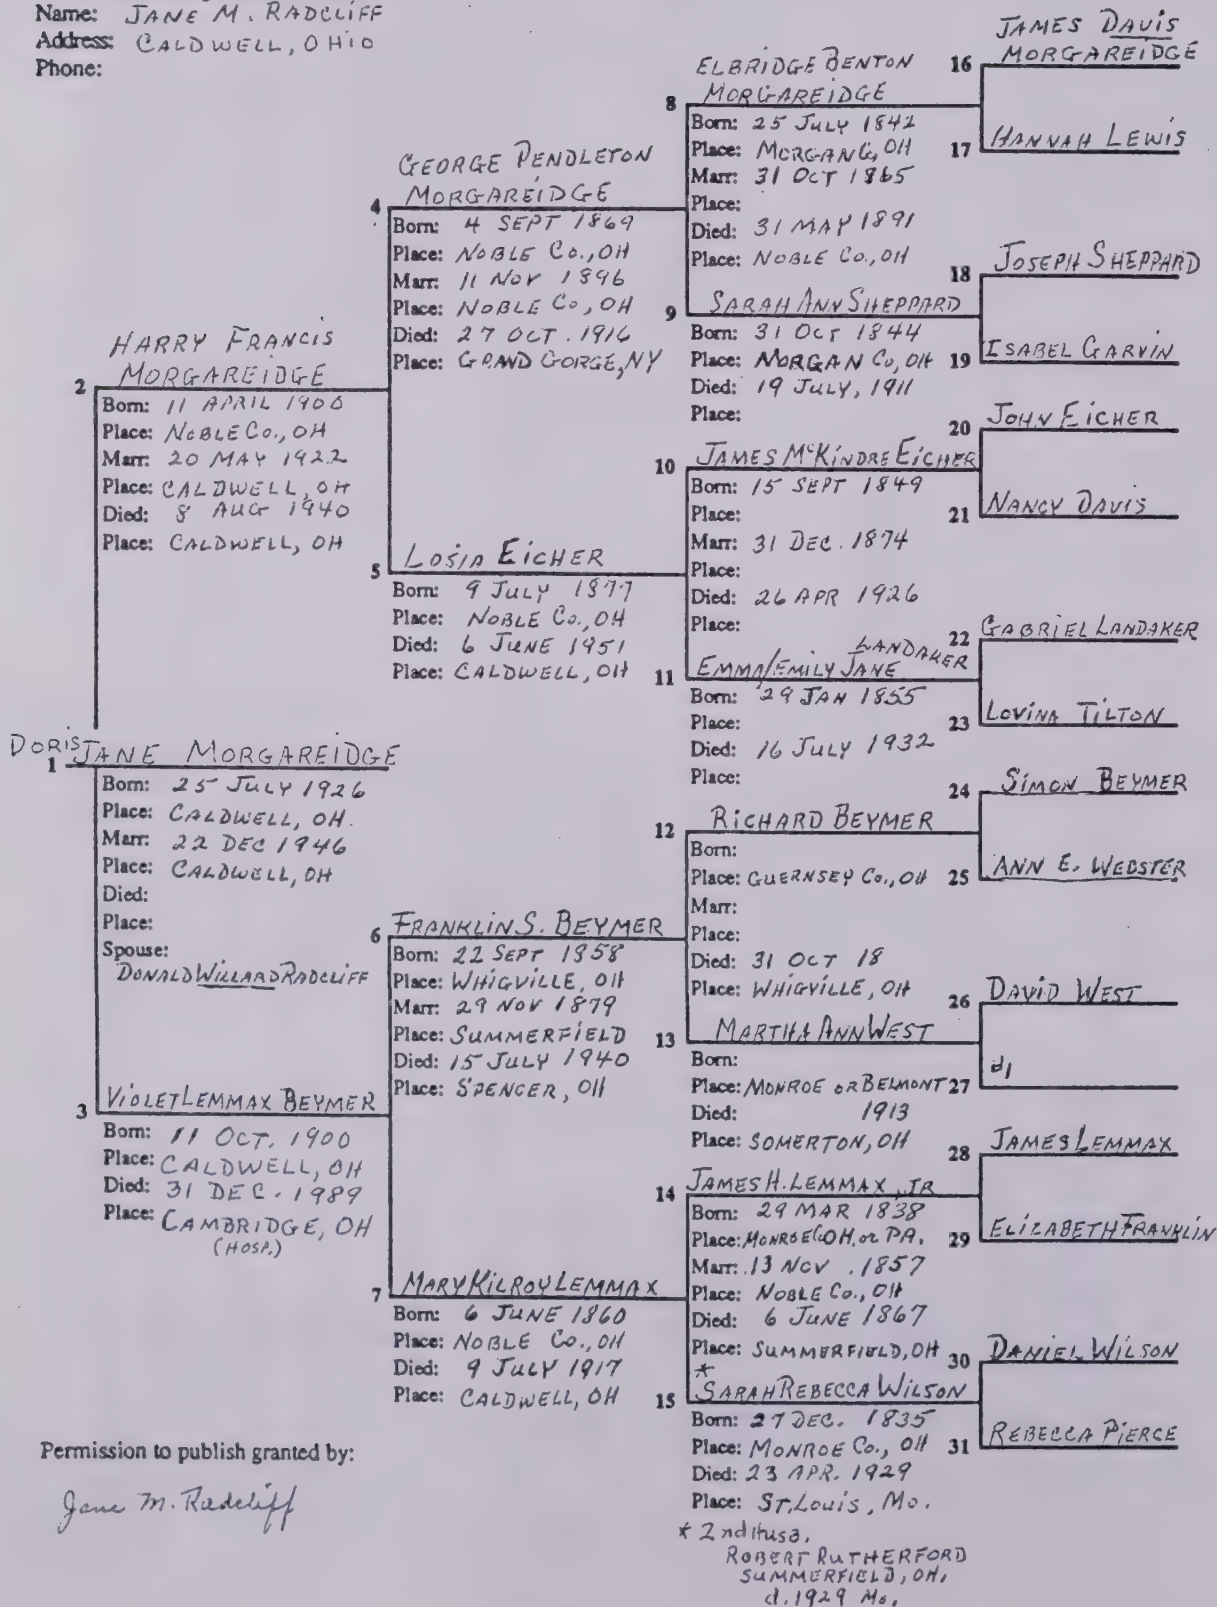 Name: JANE M. RADCLIFF
Address: CALDWELL, OHIO
Phone:
DORIS JANE MORGAREIDGE
1
Born: 25 JULY 1926
Place: CALDWELL, OH.
Marr: 22 DEC 1946
Place: CALDWELL, OH
Died:
Place:
Spouse:
DONALD WILLARD RADCLIFF
HARRY FRANCIS
MORGAREIDGE
2
Born: 11 APRIL 1900
Place: NOBLE Co., OH
Marr: 20 MAY 1922
Place: CALDWELL, OH
Died: 8 AUG 1940
Place: CALDWELL, OH
3 VIOLET LEMMAX BEYMER
Born: 11 OCT. 1900
Place: CALDWELL, OH
Died: 31 DEC. 1989
Place: CAMBRIDGE, OH
(HOSP.)
GEORGE PENDLETON
MORGAREIDGE
4
Born: 4 SEPT 1869
Place: NOBLE Co., OH
Marr: 11 NOV 1896
Place: NOBLE Co, OH
Died: 27 OCT. 1916
Place: GRAND GORGE, NY
5 LOSIA EICHER
Born: 9 JULY 1877
Place: NOBLE Co., OH
Died: 6 JUNE 1951
Place: CALDWELL, OH
6 FRANKLIN S. BEYMER
Born: 22 SEPT 1858
Place: WHIGVILLE, OH
Marr: 29 NOV 1879
Place: SUMMERFIELD
Died: 15 JULY 1940
Place: SPENCER, OH
7 MARY KILROY LEMMAX
Born: 6 JUNE 1860
Place: NOBLE Co., OH
Died: 9 JULY 1917
Place: CALDWELL, OH
ELBRIDGE BENTON
8 MORGAREIDGE
Born: 25 JULY 1842
Place: MORGAN Co, OH
Marr: 31 OCT 1865
Place:
Died: 31 MAY 1891
Place: NOBLE Co., OH
9 SARAH ANN SHEPPARD
Born: 31 OCT 1844
Place: MORGAN Co, OH
Died: 19 JULY, 1911
Place:
10 JAMES McKINDRE EICHER
Born: 15 SEPT 1849
Place:
Marr: 31 DEC. 1874
Place:
Died: 26 APR 1926
Place:
11 EMMA/EMILY JANE LANDAKER
Born: 29 JAN 1855
Place:
Died: 16 JULY 1932
Place:
12 RICHARD BEYMER
Born:
Place: GUERNSEY Co., OH
Marr:
Place:
Died: 31 OCT 18
Place: WHIGVILLE, OH
13 MARTHA ANN WEST
Born:
Place: MONROE OR BELMONT
Died: 1913
Place: SOMERTON, OH
14 JAMES H. LEMMAX, JR
Born: 29 MAR 1838
Place: MONROE Co OH. or PA.
Marr: 13 NOV. 1857
Place: NOBLE Co., OH
Died: 6 JUNE 1867
Place: SUMMERFIELD, OH
*
15 SARAH REBECCA WILSON
Born: 27 DEC. 1835
Place: MONROE Co., OH
Died: 23 APR. 1929
Place: ST. LOUIS, MO.
* 2nd HUSB.
ROBERT RUTHERFORD
SUMMERFIELD, OH,
d. 1929 Mo.
JAMES DAVIS
16 MORGAREIDGE
17 HANNAH LEWIS
18 JOSEPH SHEPPARD
19 ISABEL GARVIN
20 JOHN EICHER
21 NANCY DAVIS
22 GABRIEL LANDAKER
23 LOVINA TILTON
24 SIMON BEYMER
25 ANN E. WEBSTER
26 DAVID WEST
27
28 JAMES LEMMAX
29 ELIZABETH FRANKLIN
30 DANIEL WILSON
31 REBECCA PIERCE
Permission to publish granted by:
Jane M. Radcliff